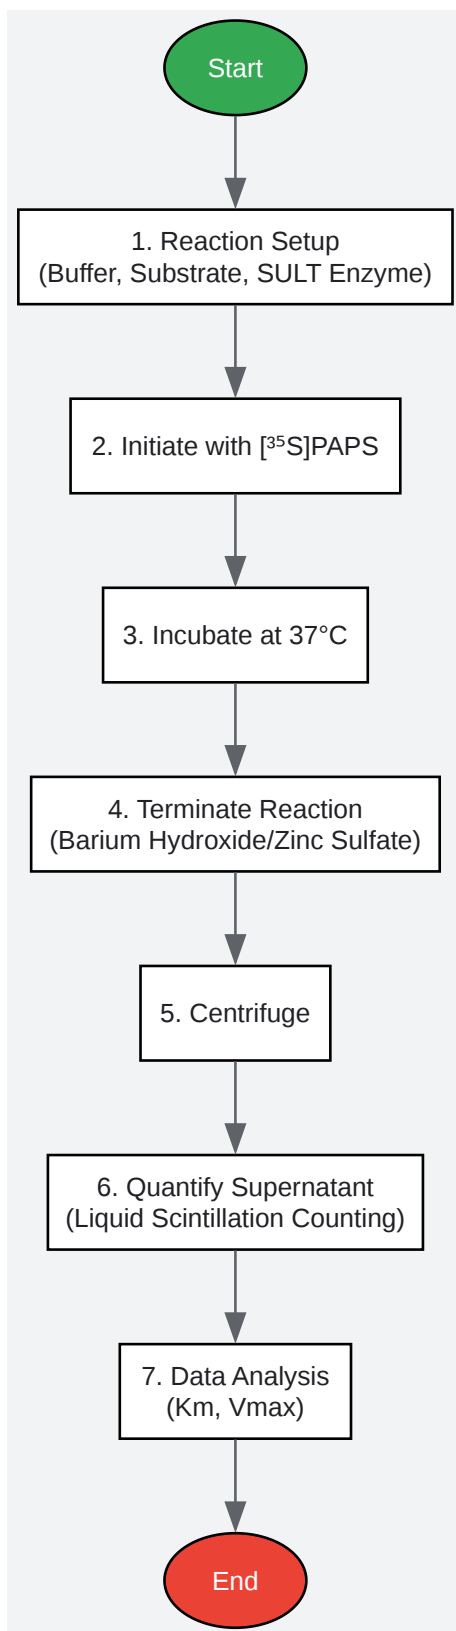 Start
1. Reaction Setup
(Buffer, Substrate, SULT Enzyme)
2. Initiate with [³⁵S]PAPS
3. Incubate at 37°C
4. Terminate Reaction
(Barium Hydroxide/Zinc Sulfate)
5. Centrifuge
6. Quantify Supernatant
(Liquid Scintillation Counting)
7. Data Analysis
(Km, Vmax)
End